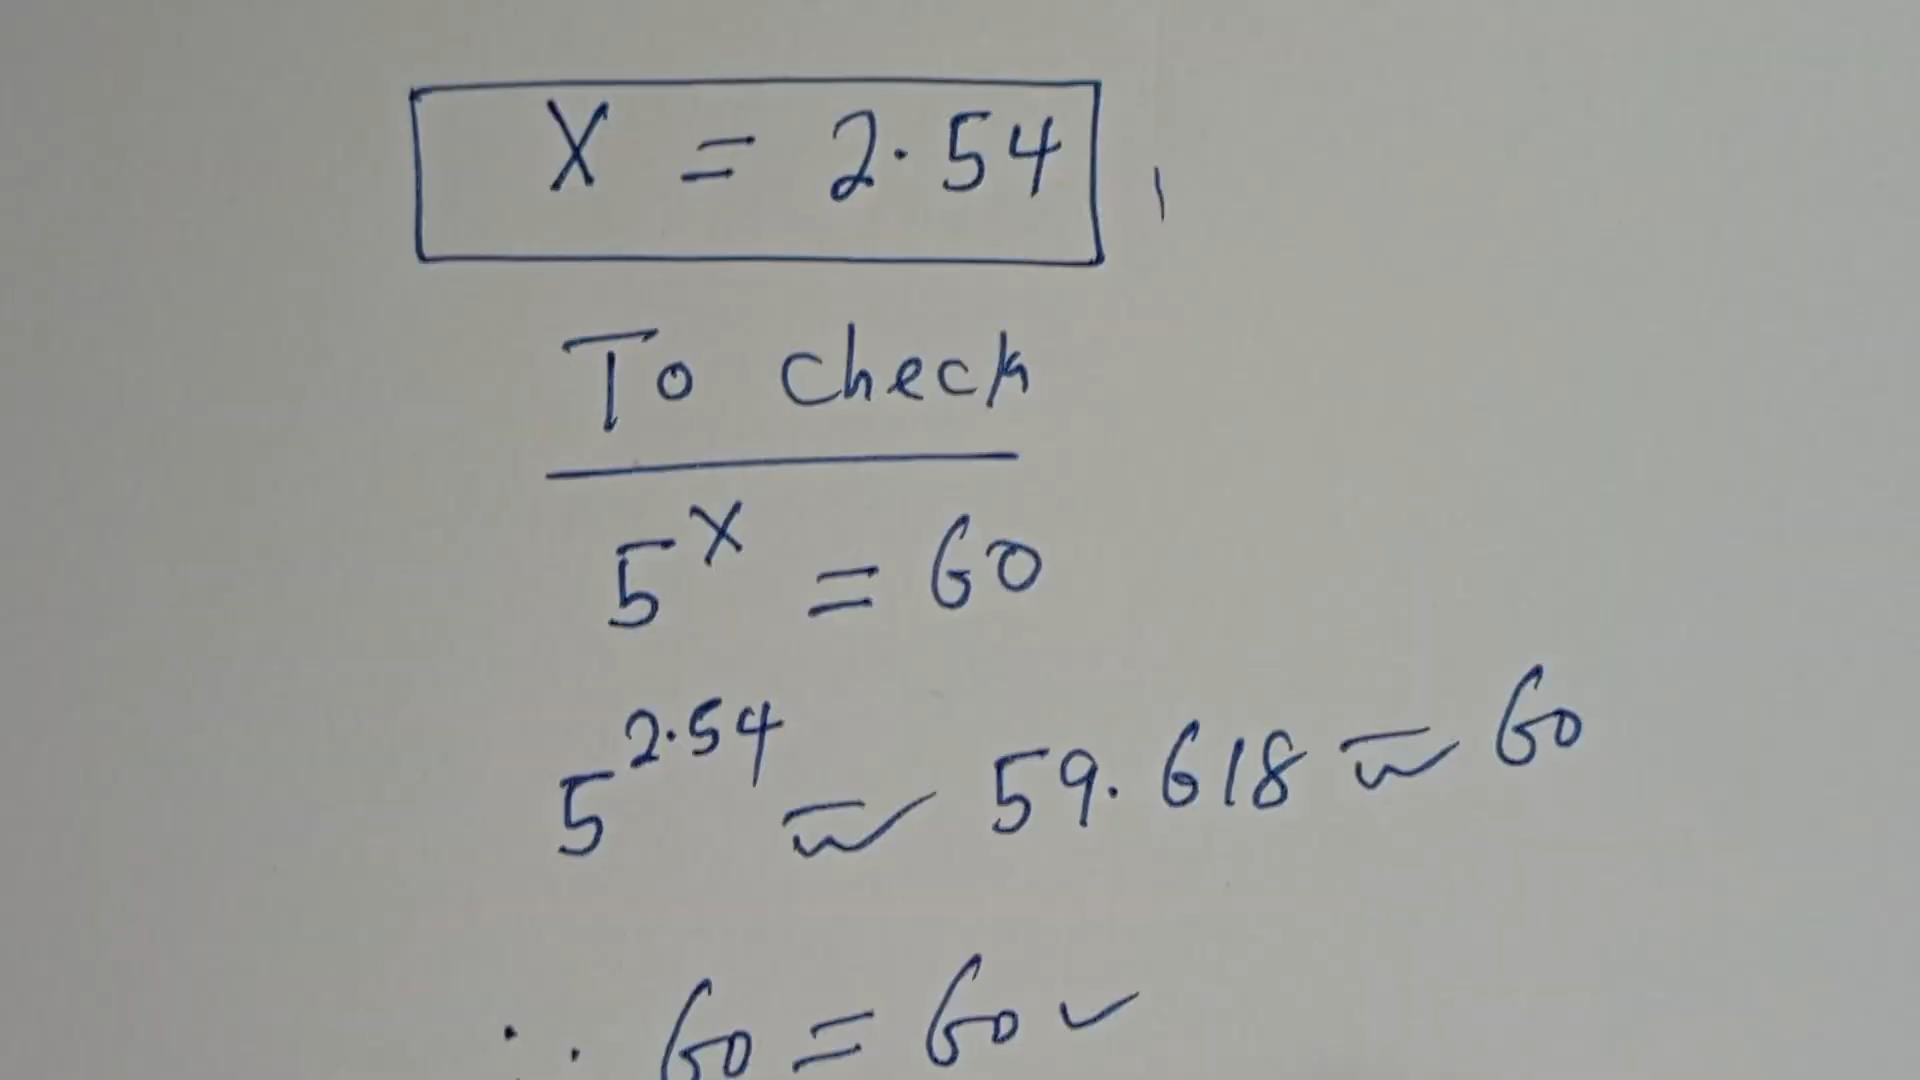 X = 2.54
To check
5^X = 60
5^2.54 ≈ 59.618 ≈ 60
∴ 60 = 60 ✓